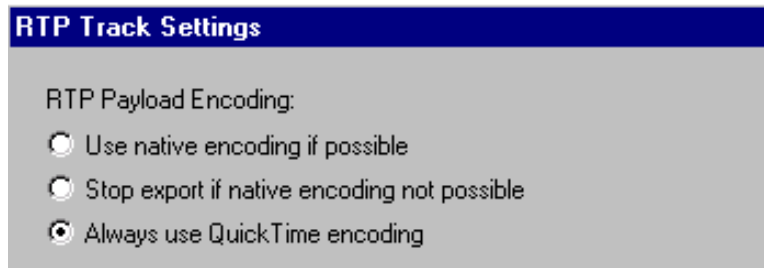 RTP Track Settings
RTP Payload Encoding:
Use native encoding if possible
Stop export if native encoding not possible
Always use QuickTime encoding